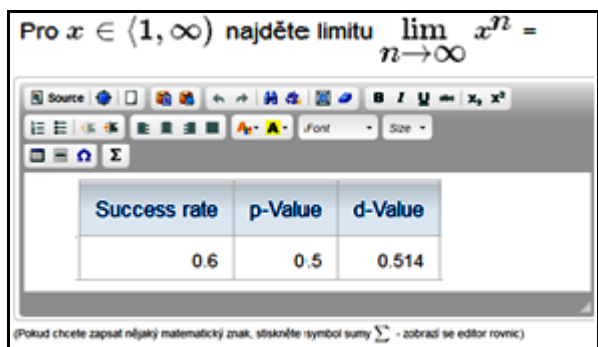 Pro x ∈ ⟨1, ∞) najděte limitu lim x^n =
n→∞
Source B I U abc x₂ x²
Font Size
Ω Σ
Success rate p-Value d-Value
0.6 0.5 0.514
(Pokud chcete zapsat nějaký matematický znak, stiskněte symbol sumy ∑ - zobrazí se editor rovnic)